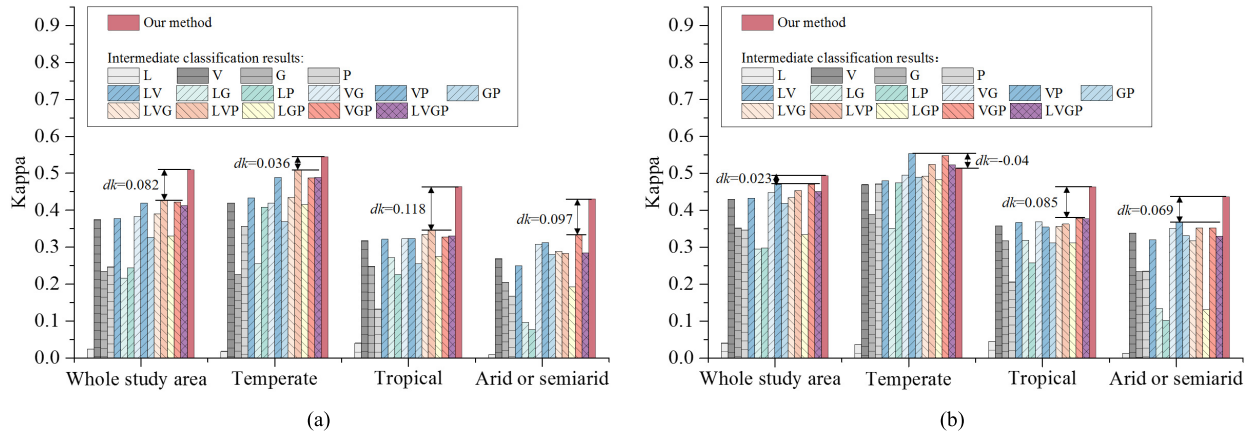 0.9
0.8
0.7
0.6
0.5
0.4
0.3
0.2
0.1
0.0
Kappa
Our method
Intermediate classification results:
L V G P
LV LG LP VG VP GP
LVG LVP LGP VGP LVGP
dk=0.082
dk=0.036
dk=0.118
dk=0.097
Whole study area Temperate Tropical Arid or semiarid
(a)
0.9
0.8
0.7
0.6
0.5
0.4
0.3
0.2
0.1
0.0
Kappa
Our method
Intermediate classification results:
L V G P
LV LG LP VG VP GP
LVG LVP LGP VGP LVGP
dk=0.023
dk=-0.04
dk=0.085
dk=0.069
Whole study area Temperate Tropical Arid or semiarid
(b)